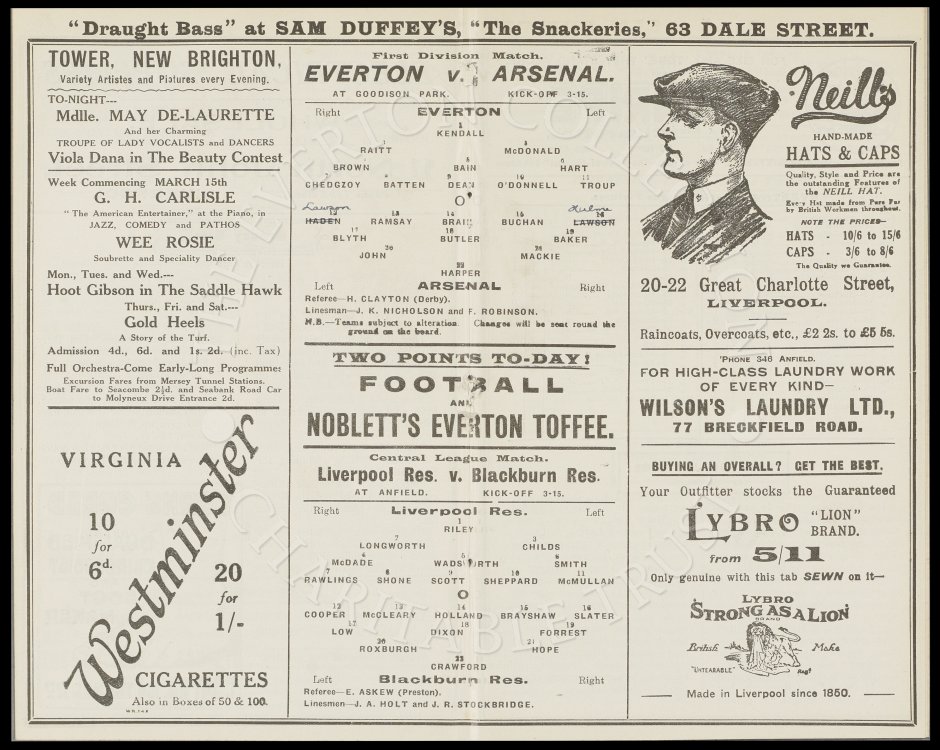 "Draught Bass" at SAM DUFFEY'S, "The Snackeries," 63 DALE STREET.
TOWER, NEW BRIGHTON,
Variety Artistes and Pictures every Evening.
TO-NIGHT---
Mdlle. MAY DE-LAURETTE
And her Charming
TROUPE OF LADY VOCALISTS and DANCERS
Viola Dana in The Beauty Contest
Week Commencing MARCH 15th
G. H. CARLISLE
"The American Entertainer," at the Piano, in
JAZZ, COMEDY and PATHOS
WEE ROSIE
Soubrette and Speciality Dancer
Mon., Tues. and Wed.---
Hoot Gibson in The Saddle Hawk
Thurs., Fri. and Sat.---
Gold Heels
A Story of the Turf.
Admission 4d., 6d. and 1s. 2d. (inc. Tax)
Full Orchestra-Come Early-Long Programme:
Excursion Fares from Mersey Tunnel Stations.
Boat Fare to Seacombe 2½d. and Seabank Road Car
to Molyneux Drive Entrance 2d.
VIRGINIA
Westminster
10
for
6d.
20
for
1/-
CIGARETTES
Also in Boxes of 50 & 100.
First Division Match.
EVERTON v. ARSENAL.
AT GOODISON PARK. KICK-OFF 3-15.
Right EVERTON Left
1
KENDALL
2 3
RAITT McDONALD
4 5 6
BROWN BAIN HART
7 8 9 10 11
CHEDGZOY BATTEN DEAN O'DONNELL TROUP
O
Lawson Hulme
12 13 14 15 16
HADEN RAMSAY BRAIN BUCHAN LAWSON
17 18 19
BLYTH BUTLER BAKER
20 26
JOHN MACKIE
22
HARPER
Left ARSENAL Right
Referee—H. CLAYTON (Derby).
Linesman—J. K. NICHOLSON and F. ROBINSON.
N.B.—Teams subject to alteration. Changes will be sent round the
ground on the board.
TWO POINTS TO-DAY!
FOOTBALL
AND
NOBLETT'S EVERTON TOFFEE.
Central League Match.
Liverpool Res. v. Blackburn Res.
AT ANFIELD. KICK-OFF 3-15.
Right Liverpool Res. Left
1
RILEY
2 3
LONGWORTH CHILDS
4 5 6
McDADE WADSWORTH SMITH
7 8 9 10 11
RAWLINGS SHONE SCOTT SHEPPARD McMULLAN
O
12 13 14 15 16
COOPER McCLEARY HOLLAND BRAYSHAW SLATER
17 18 19
LOW DIXON FORREST
20 21
ROXBURGH HOPE
22
CRAWFORD
Left Blackburn Res. Right
Referee—E. ASKEW (Preston).
Linesmen—J. A. HOLT and J. R. STOCKBRIDGE.
Neill's
HAND-MADE
HATS & CAPS
Quality, Style and Price are
the outstanding Features of
the NEILL HAT.
Every Hat made from Pure Fur
by British Workmen throughout.
NOTE THE PRICES—
HATS - 10/6 to 15/6
CAPS - 3/6 to 8/6
The Quality we Guarantee.
20-22 Great Charlotte Street,
LIVERPOOL.
Raincoats, Overcoats, etc., £2 2s. to £5 5s.
'PHONE 346 ANFIELD.
FOR HIGH-CLASS LAUNDRY WORK
OF EVERY KIND—
WILSON'S LAUNDRY LTD.,
77 BRECKFIELD ROAD.
BUYING AN OVERALL? GET THE BEST.
Your Outfitter stocks the Guaranteed
LYBRO "LION" BRAND.
from 5/11
Only genuine with this tab SEWN on it—
LYBRO
STRONG AS A LION
BRAND
British Make
"UNTEARABLE" Regd
Made in Liverpool since 1850.
THE EVERTON COLLECTION CHARITABLE TRUST